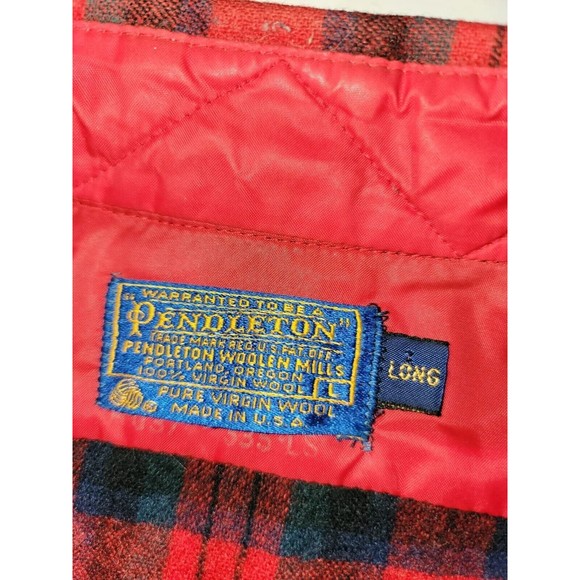 WARRANTED TO BE A
"PENDLETON"
TRADE MARK REG. U.S. PAT. OFF.
PENDLETON WOOLEN MILLS
PORTLAND, OREGON
100% VIRGIN WOOL
L
PURE VIRGIN WOOL
MADE IN U.S.A.
LONG